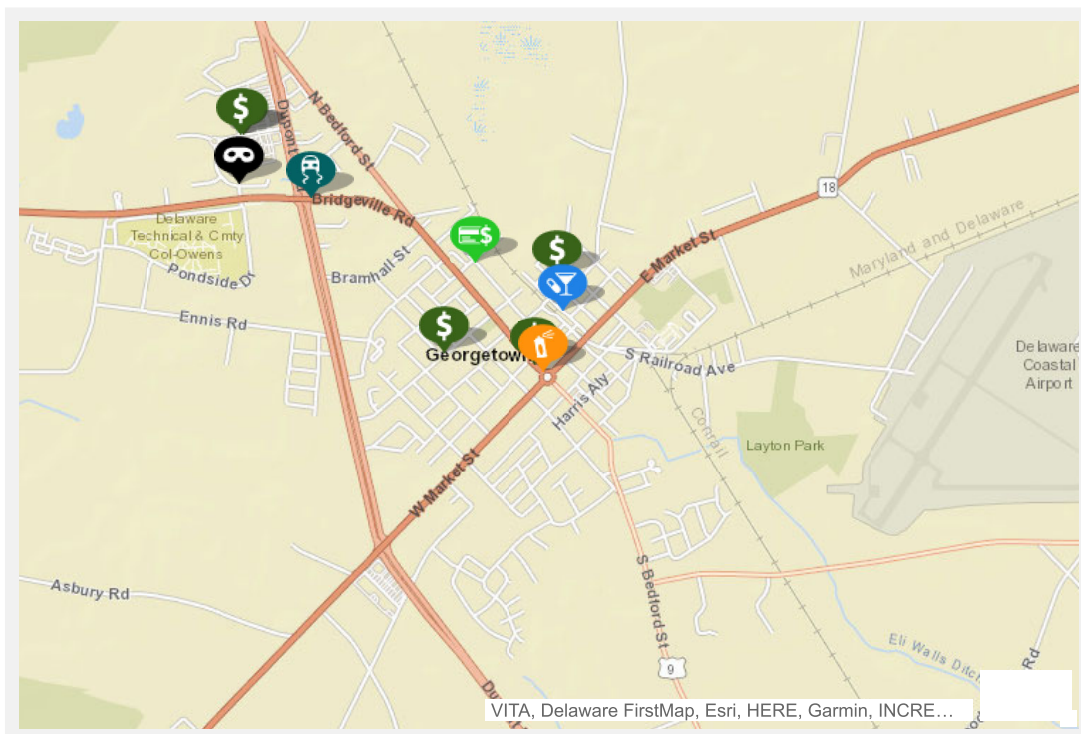 N Bedford St
Dupont
$
Bridgeville Rd
18
Delaware
Technical & Cmty
Col-Owens
Pondside Dr
Bramhall St
$
$
E Market St
Maryland and Delaware
Ennis Rd
$
Georgetown
S Railroad Ave
Delaware
Coastal
Airport
Harris Aly
Conrail
Layton Park
W Market St
S Bedford St
Asbury Rd
9
Eli Walls Ditch
Rd
VITA, Delaware FirstMap, Esri, HERE, Garmin, INCRE…